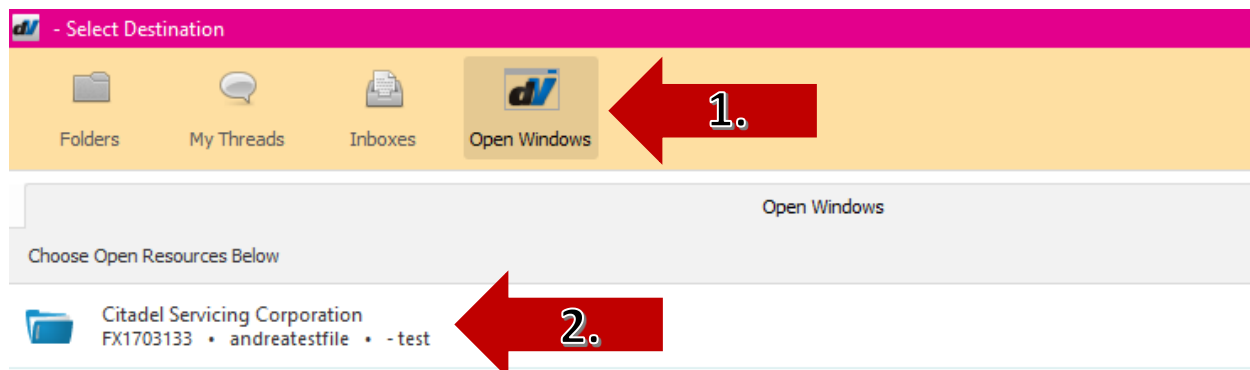 dV - Select Destination
Folders My Threads Inboxes dV Open Windows
1.
Open Windows
Choose Open Resources Below
Citadel Servicing Corporation
FX1703133 • andreatestfile • - test
2.